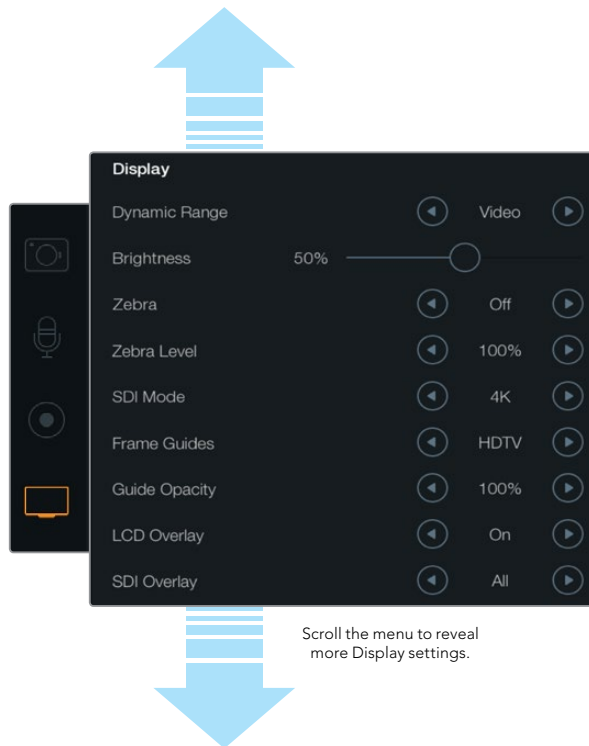 Display
Dynamic Range Video
Brightness 50%
Zebra Off
Zebra Level 100%
SDI Mode 4K
Frame Guides HDTV
Guide Opacity 100%
LCD Overlay On
SDI Overlay All
Scroll the menu to reveal
more Display settings.